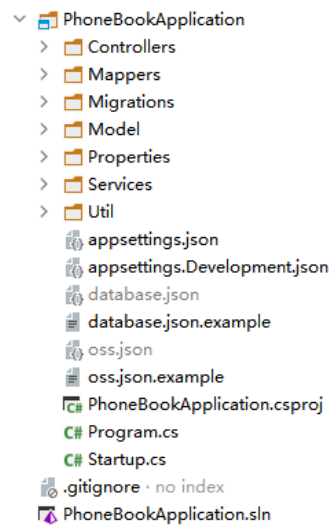 PhoneBookApplication
Controllers
Mappers
Migrations
Model
Properties
Services
Util
appsettings.json
appsettings.Development.json
database.json
database.json.example
oss.json
oss.json.example
C# PhoneBookApplication.csproj
C# Program.cs
C# Startup.cs
.gitignore · no index
PhoneBookApplication.sln